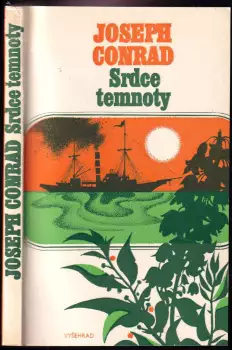 JOSEPH CONRAD Srdce temnoty
JOSEPH
CONRAD
Srdce
temnoty
VYŠEHRAD